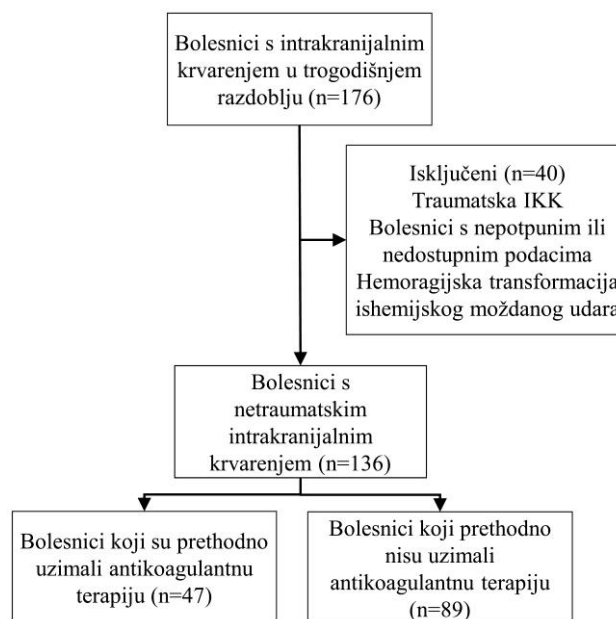 Bolesnici s intrakranijalnim
krvarenjem u trogodišnjem
razdoblju (n=176)
Isključeni (n=40)
Traumatska IKK
Bolesnici s nepotpunim ili
nedostupnim podacima
Hemoragijska transformacija
ishemijskog moždanog udara
Bolesnici s
netraumatskim
intrakranijalnim
krvarenjem (n=136)
Bolesnici koji su prethodno
uzimali antikoagulantnu
terapiju (n=47)
Bolesnici koji prethodno
nisu uzimali
antikoagulantnu terapiju
(n=89)